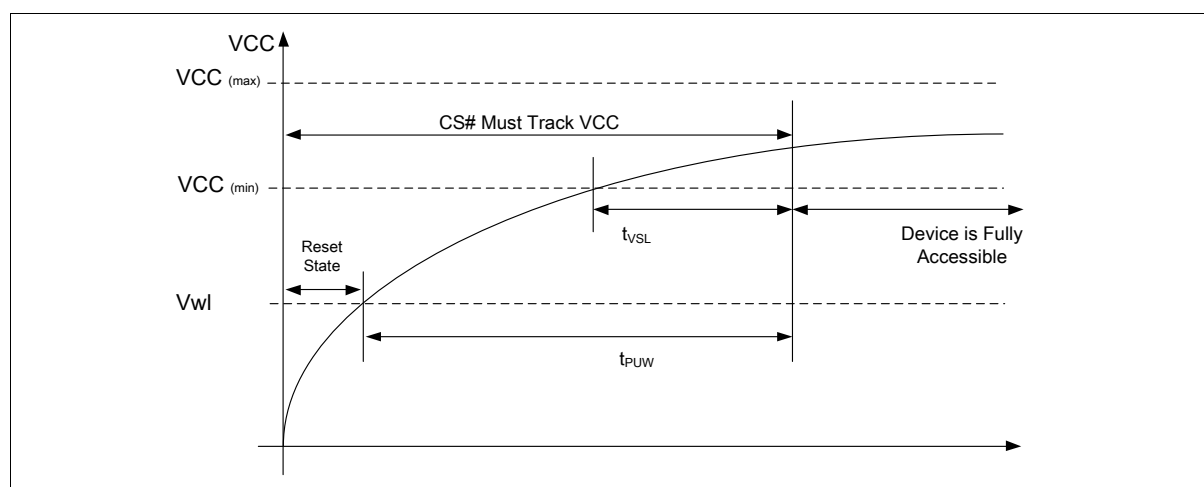 VCC
VCC (max)
CS# Must Track VCC
VCC (min)
tVSL
Device is Fully
Accessible
Reset
State
Vwl
tPUW